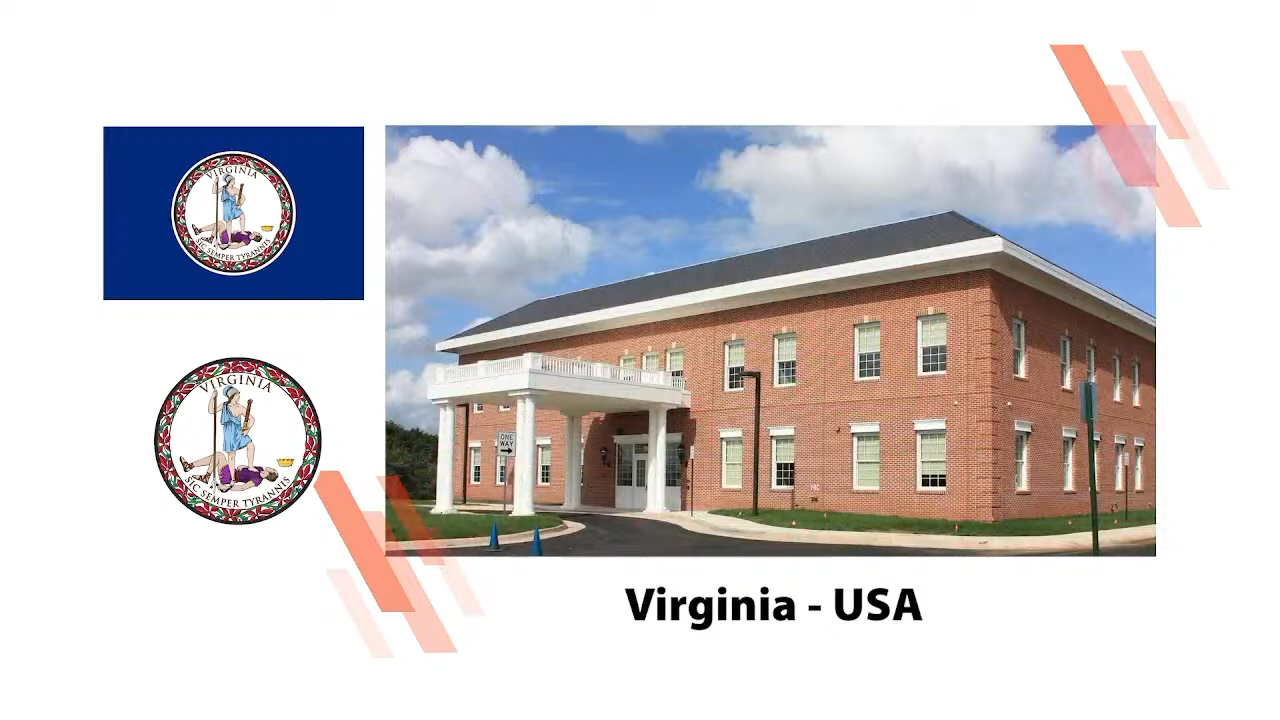 VIRGINIA
SIC SEMPER TYRANNIS
VIRGINIA
SIC SEMPER TYRANNIS
ONE
WAY
Virginia - USA